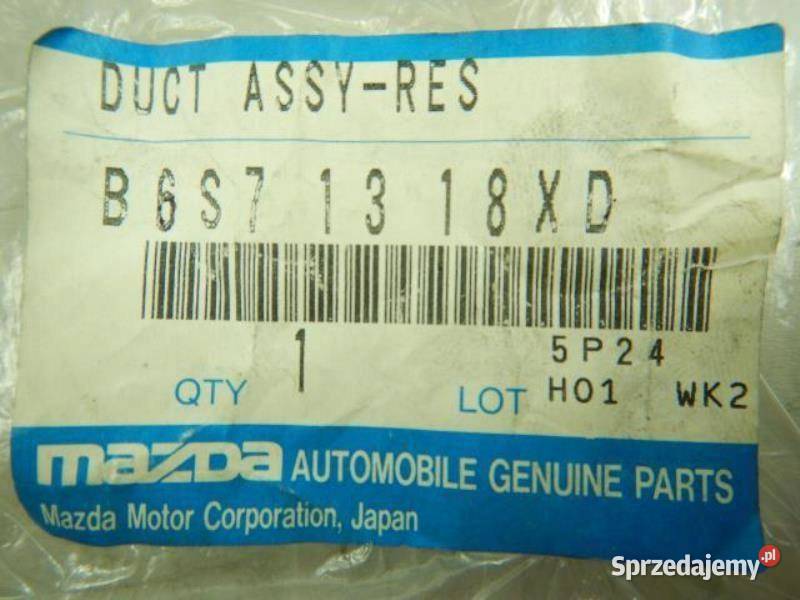 DUCT ASSY-RES
B6S7 13 18XD
QTY 1
5P24
LOT H01 WK2
mazda AUTOMOBILE GENUINE PARTS
Mazda Motor Corporation, Japan
Sprzedajemy.pl